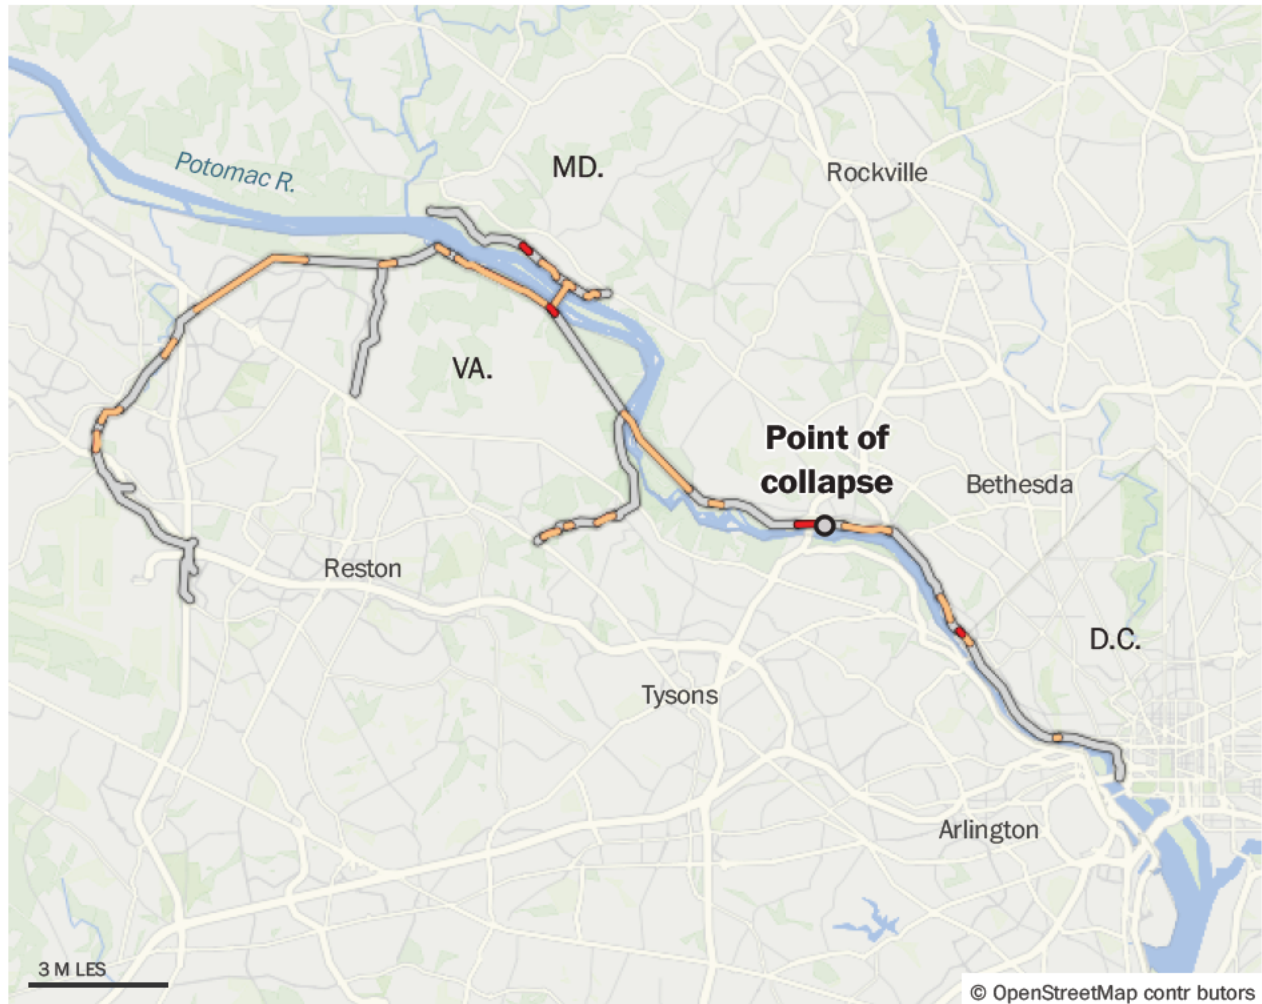 Potomac R.
MD.
Rockville
VA.
Point of
collapse
Bethesda
Reston
D.C.
Tysons
Arlington
3 M LES
© OpenStreetMap contr butors